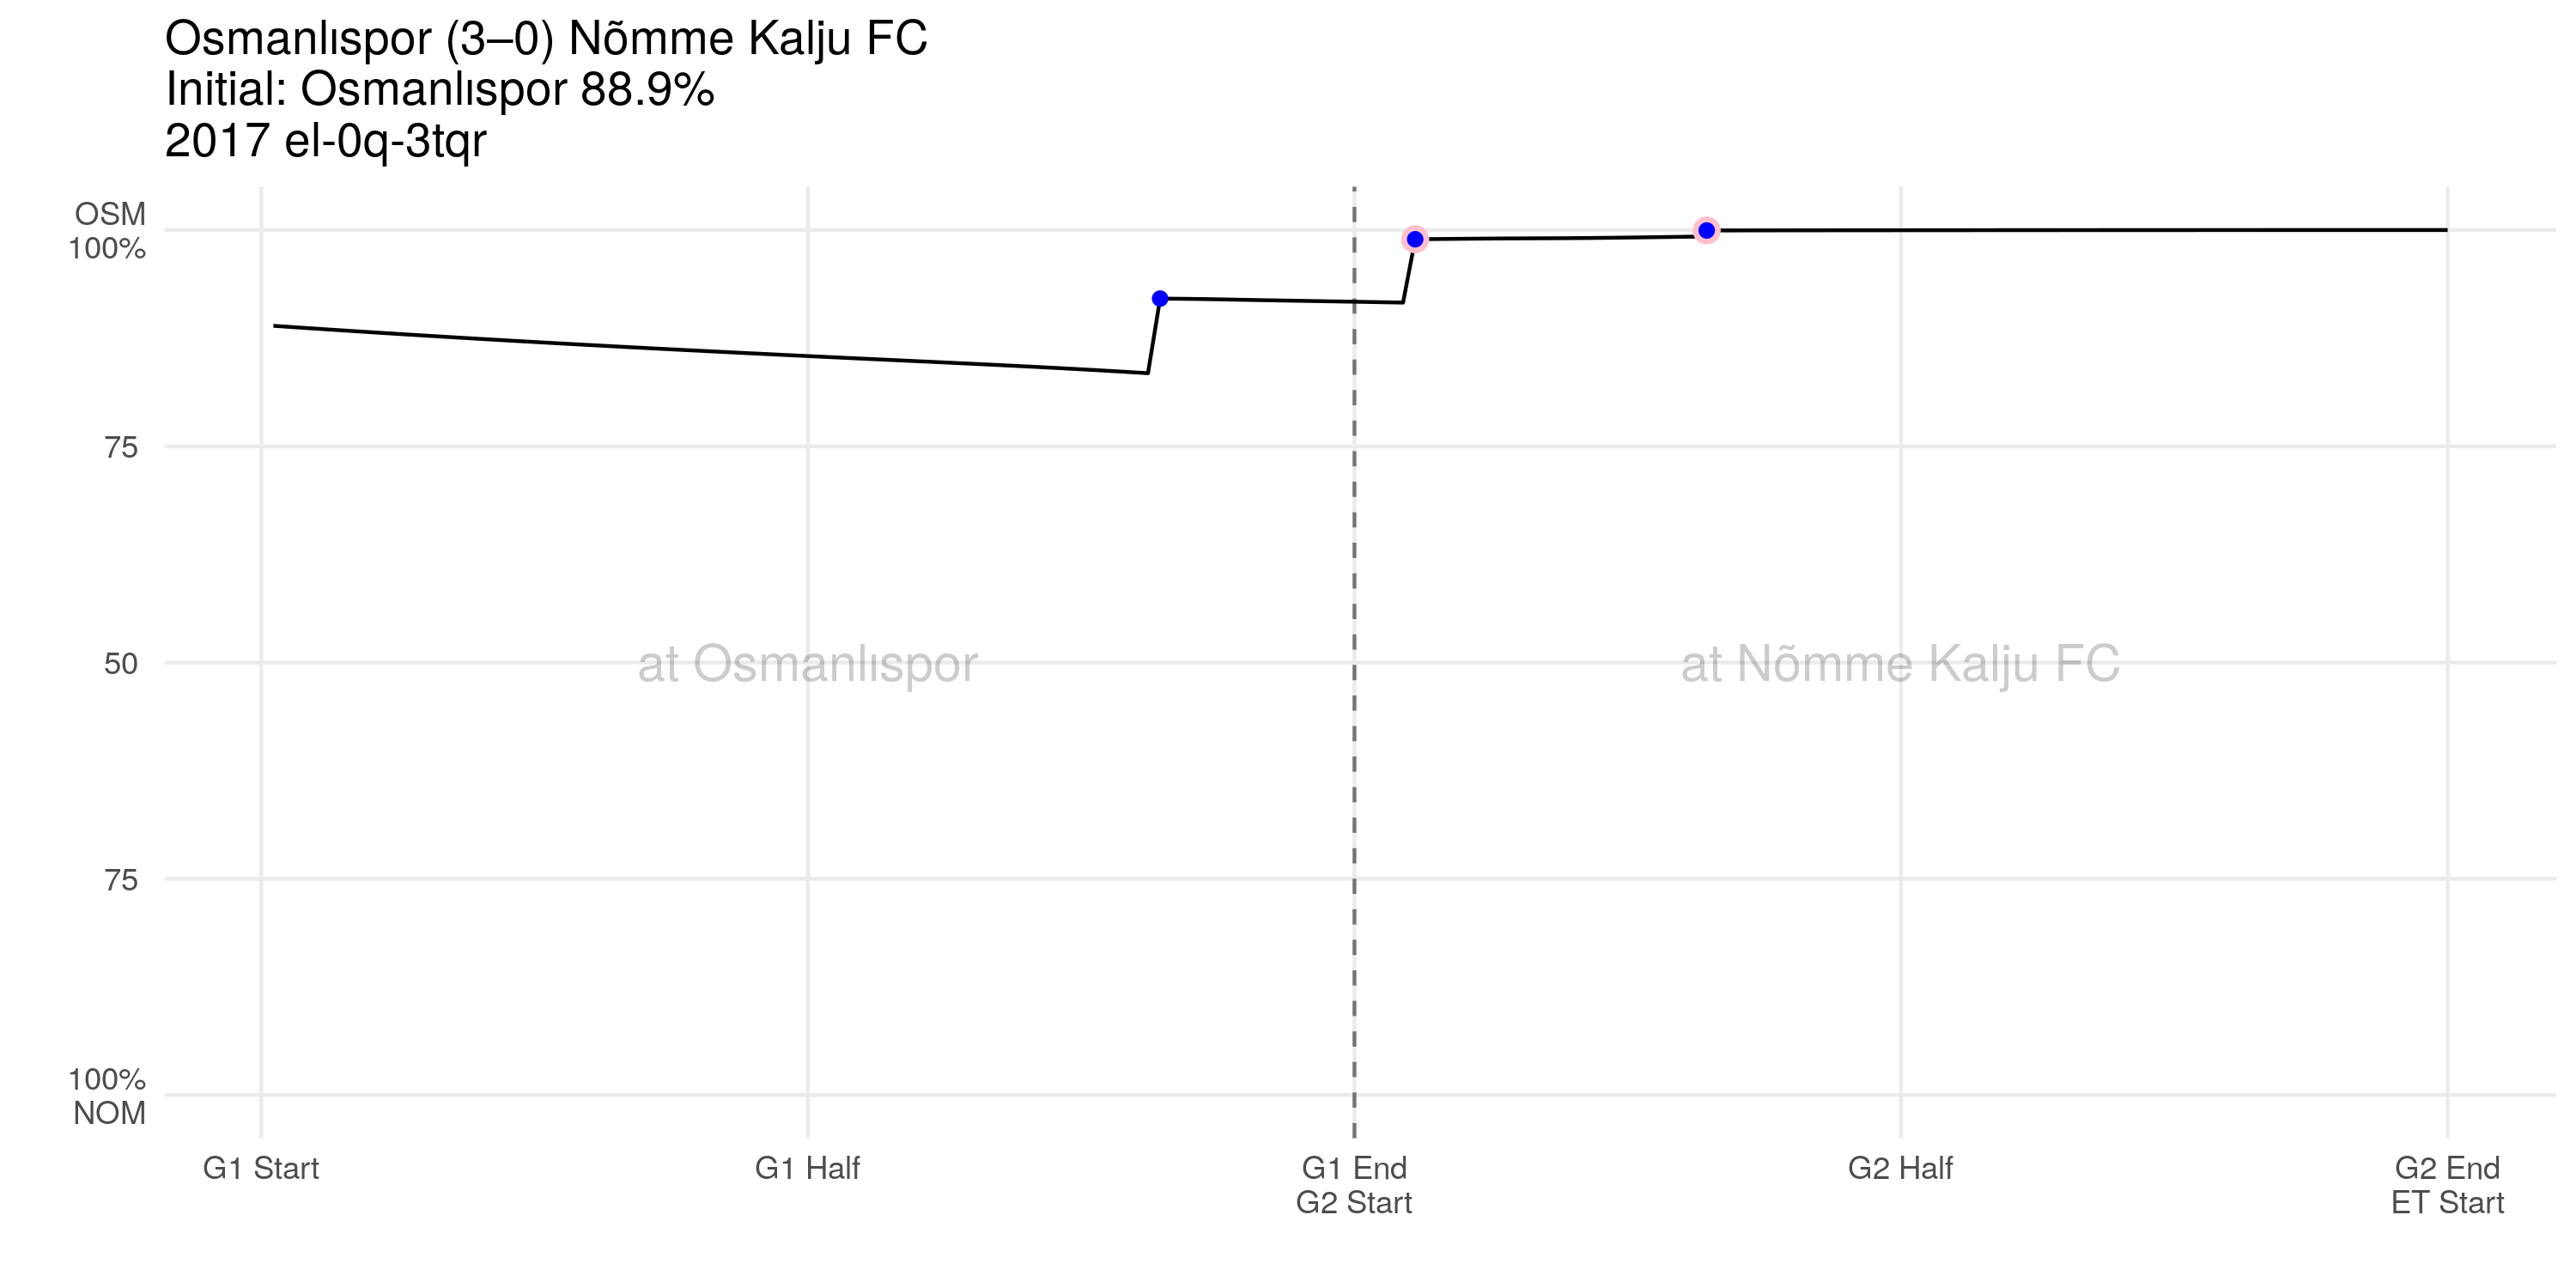 Osmanlıspor (3–0) Nõmme Kalju FC
Initial: Osmanlıspor 88.9%
2017 el-0q-3tqr
OSM
100%
75
50
75
100%
NOM
at Osmanlıspor
at Nõmme Kalju FC
G1 Start
G1 Half
G1 End
G2 Start
G2 Half
G2 End
ET Start